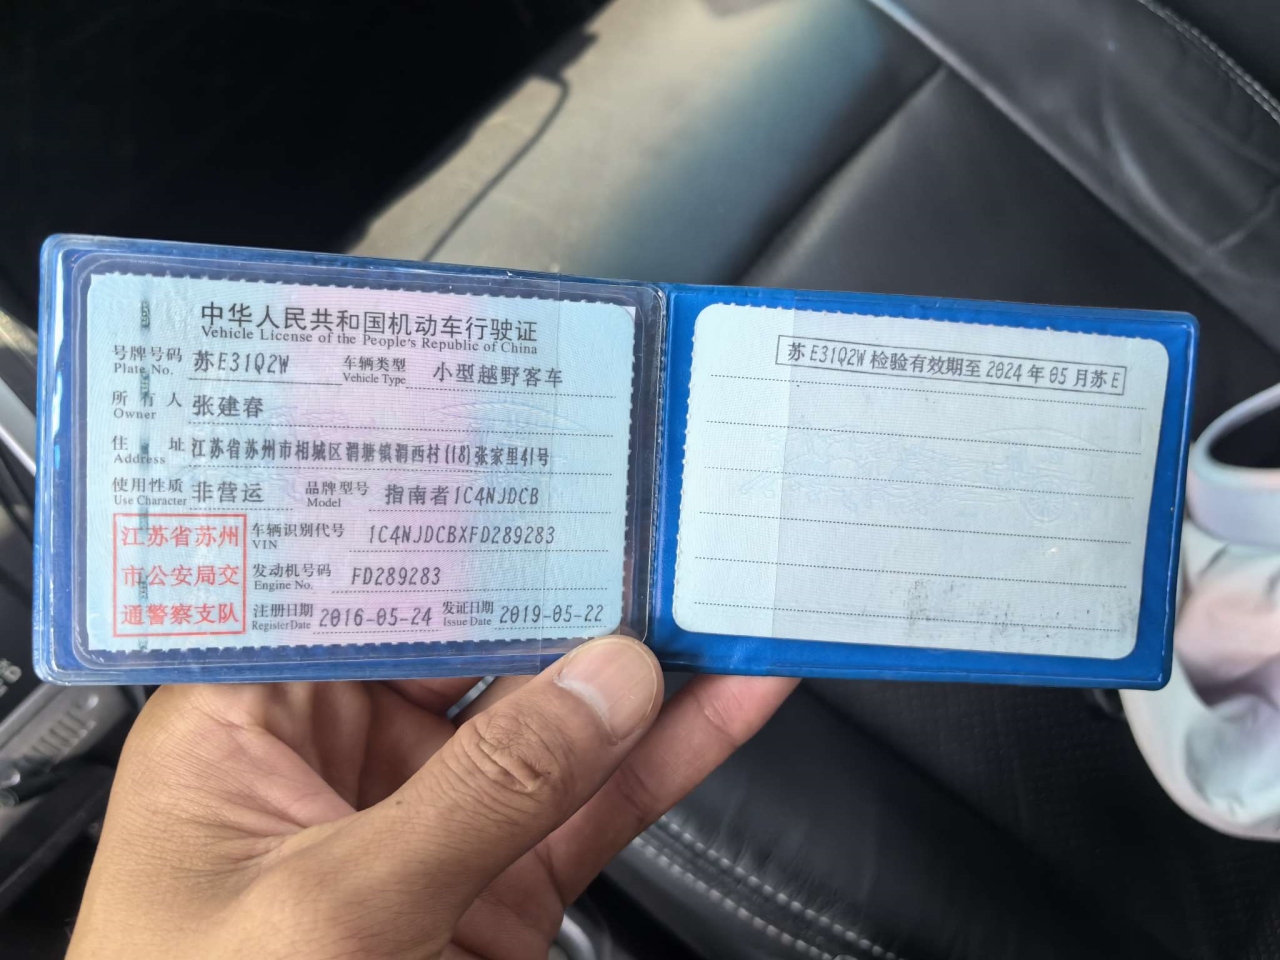 中华人民共和国机动车行驶证
Vehicle License of the People's Republic of China
号牌号码 苏E31Q2W 车辆类型 小型越野客车
Plate No. Vehicle Type
所有人 张建春
Owner
住址 江苏省苏州市相城区渭塘镇渭西村(18)张家里41号
Address
使用性质 非营运 品牌型号 指南者1C4NJDCB
Use Character Model
江苏省苏州
市公安局交
通警察支队
车辆识别代号 1C4NJDCBXFD289283
VIN
发动机号码 FD289283
Engine No.
注册日期 2016-05-24 发证日期 2019-05-22
Register Date Issue Date
苏E31Q2W检验有效期至2024年05月苏E